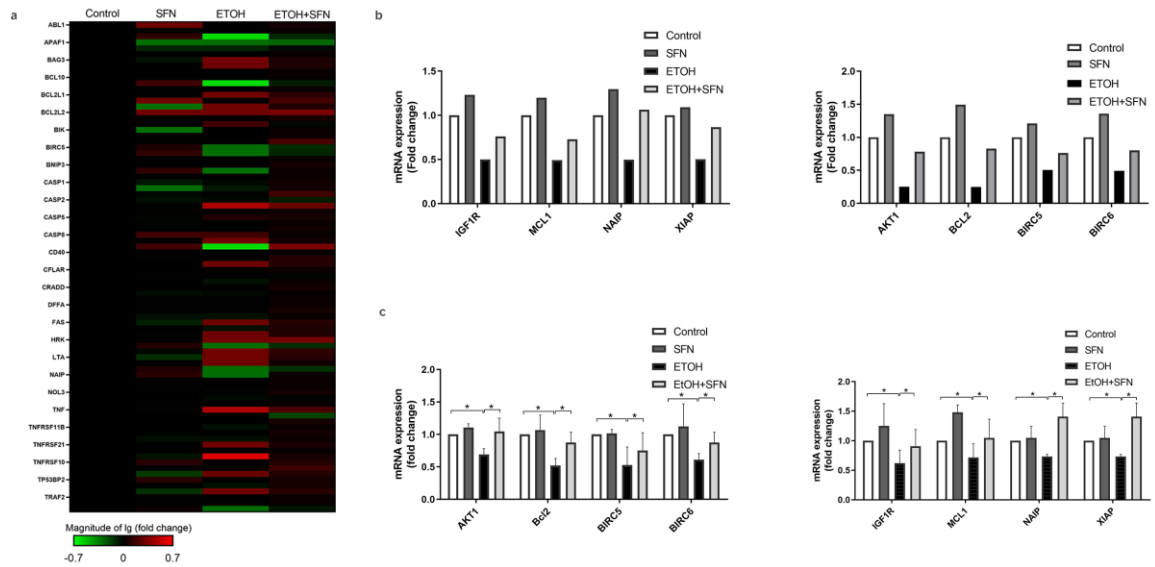 a
Control SFN ETOH ETOH+SFN
ABL1
APAF1
BAG3
BCL10
BCL2L1
BCL2L2
BIK
BIRC5
BNIP3
CASP1
CASP2
CASP5
CASP8
CD40
CFLAR
CRADD
DFFA
FAS
HRK
LTA
NAIP
NOL3
TNF
TNFRSF11B
TNFRSF21
TNFRSF10
TP53BP2
TRAF2
Magnitude of lg (fold change)
-0.7 0 0.7
b
Control
SFN
ETOH
ETOH+SFN
mRNA expression
(Fold change)
1.5
1.0
0.5
0.0
IGF1R MCL1 NAIP XIAP
Control
SFN
ETOH
ETOH+SFN
mRNA expression
(Fold change)
2.0
1.5
1.0
0.5
0.0
AKT1 BCL2 BIRC5 BIRC6
c
Control
SFN
ETOH
EtOH+SFN
mRNA expression
(fold change)
2.0
1.5
1.0
0.5
0.0
* * * * * * * *
AKT1 Bcl2 BIRC5 BIRC6
Control
SFN
ETOH
EtOH+SFN
mRNA expression
(fold change)
2.0
1.5
1.0
0.5
0.0
* * * * * * * *
IGF1R MCL1 NAIP XIAP